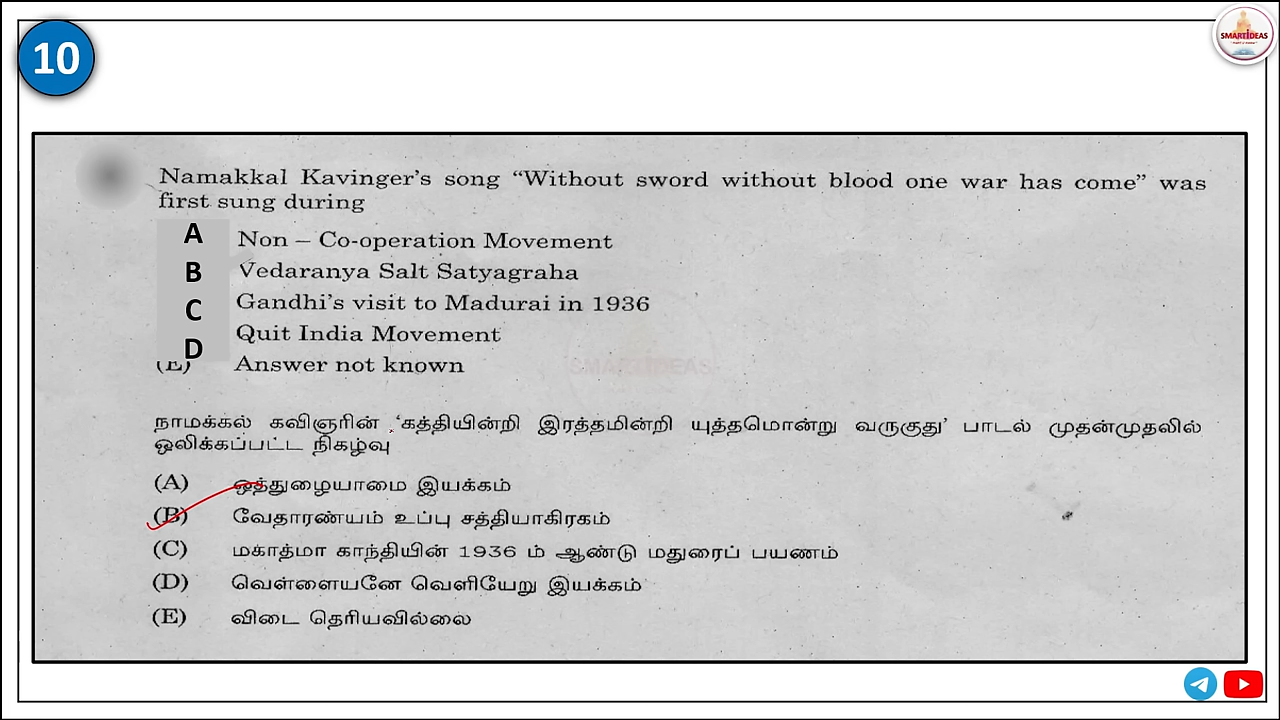 10
SMARTIDEAS
Namakkal Kavinger's song “Without sword without blood one war has come” was
first sung during
A Non – Co-operation Movement
B Vedaranya Salt Satyagraha
C Gandhi's visit to Madurai in 1936
D Quit India Movement
(E) Answer not known
SMARTIDEAS
நாமக்கல் கவிஞரின் ‘கத்தியின்றி இரத்தமின்றி யுத்தமொன்று வருகுது’ பாடல் முதன்முதலில்
ஒலிக்கப்பட்ட நிகழ்வு
(A) ஒத்துழையாமை இயக்கம்
(B) வேதாரண்யம் உப்பு சத்தியாகிரகம்
(C) மகாத்மா காந்தியின் 1936 ம் ஆண்டு மதுரைப் பயணம்
(D) வெள்ளையனே வெளியேறு இயக்கம்
(E) விடை தெரியவில்லை